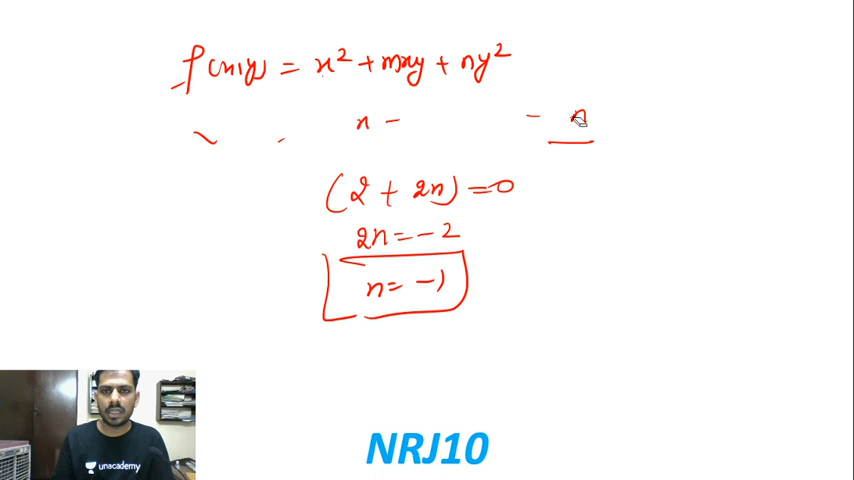 f(x,y) = x² + mxy + ny²
n - - n
(2 + 2n) = 0
2n = -2
n = -1
unacademy
NRJ10